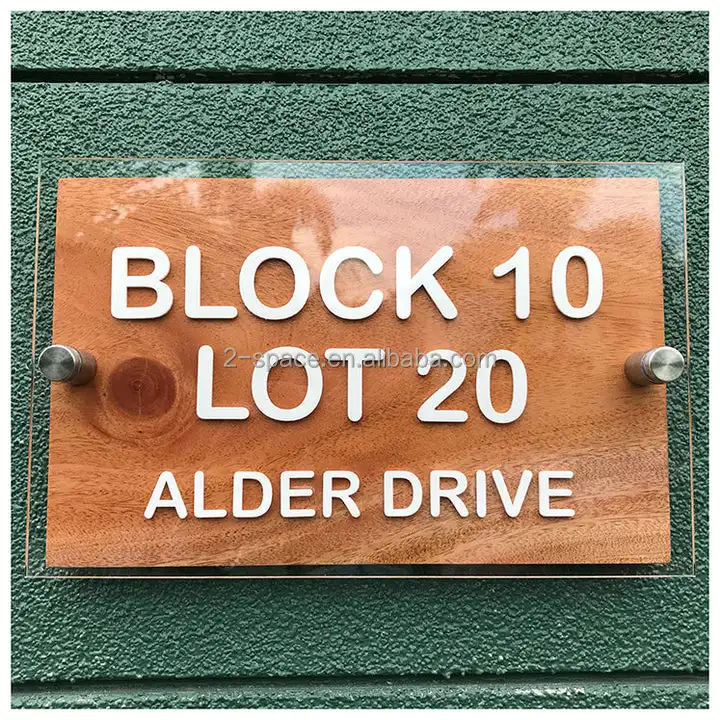 BLOCK 10
2-space.en.alibaba.com
LOT 20
ALDER DRIVE